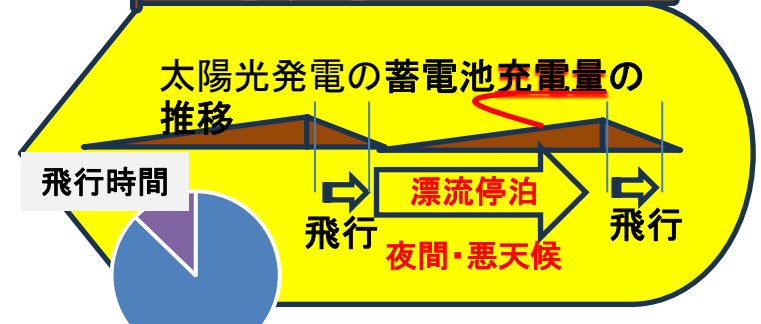 太陽光発電の蓄電池充電量の
推移
飛行時間
漂流停泊
飛行
飛行
夜間・悪天候